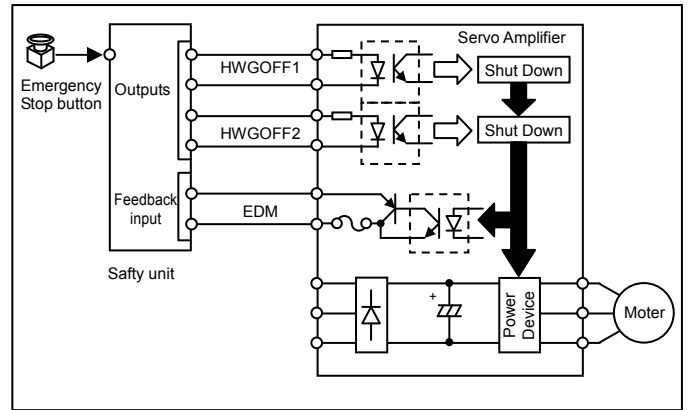 Servo Amplifier
Emergency
Stop button
Outputs
HWGOFF1
Shut Down
HWGOFF2
Shut Down
Feedback
input
EDM
Safty unit
+
Power
Device
Moter